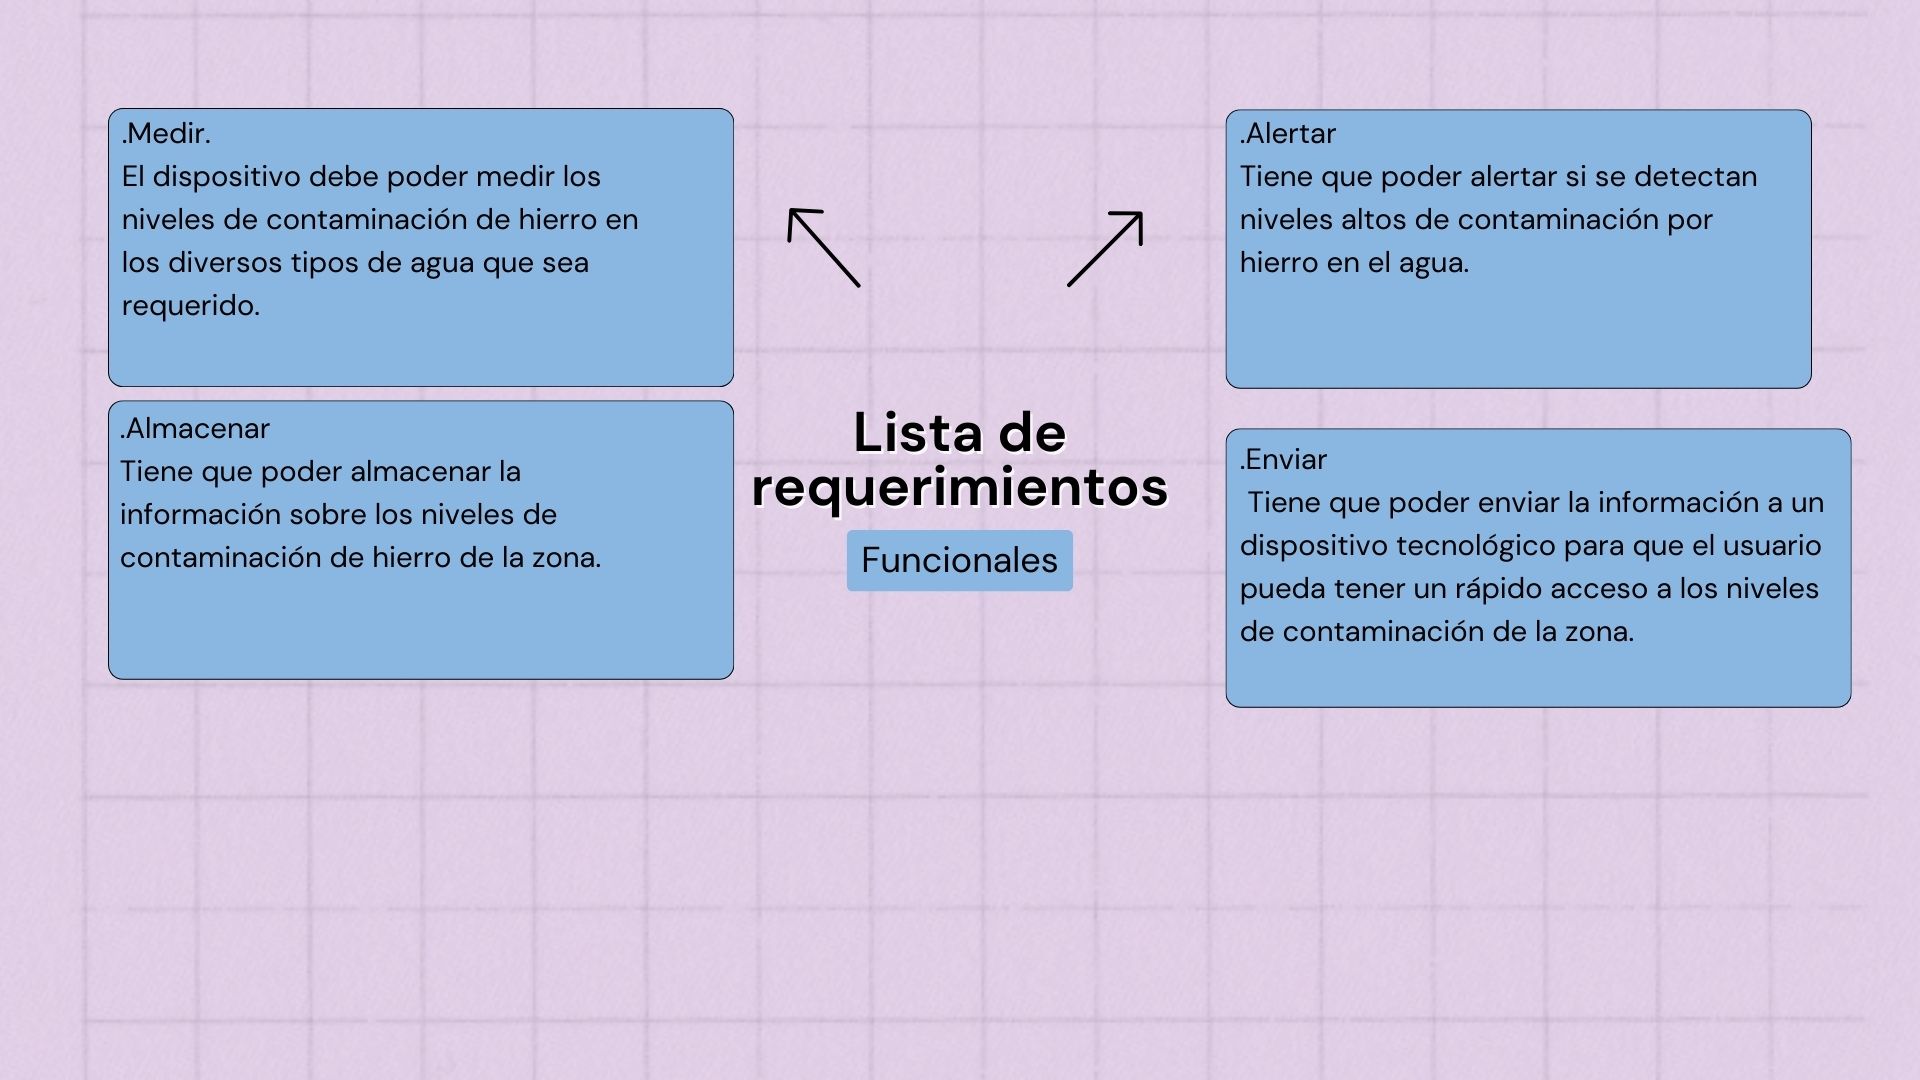 .Medir.
El dispositivo debe poder medir los
niveles de contaminación de hierro en
los diversos tipos de agua que sea
requerido.
.Almacenar
Tiene que poder almacenar la
información sobre los niveles de
contaminación de hierro de la zona.
Lista de
requerimientos
Funcionales
.Alertar
Tiene que poder alertar si se detectan
niveles altos de contaminación por
hierro en el agua.
.Enviar
Tiene que poder enviar la información a un
dispositivo tecnológico para que el usuario
pueda tener un rápido acceso a los niveles
de contaminación de la zona.